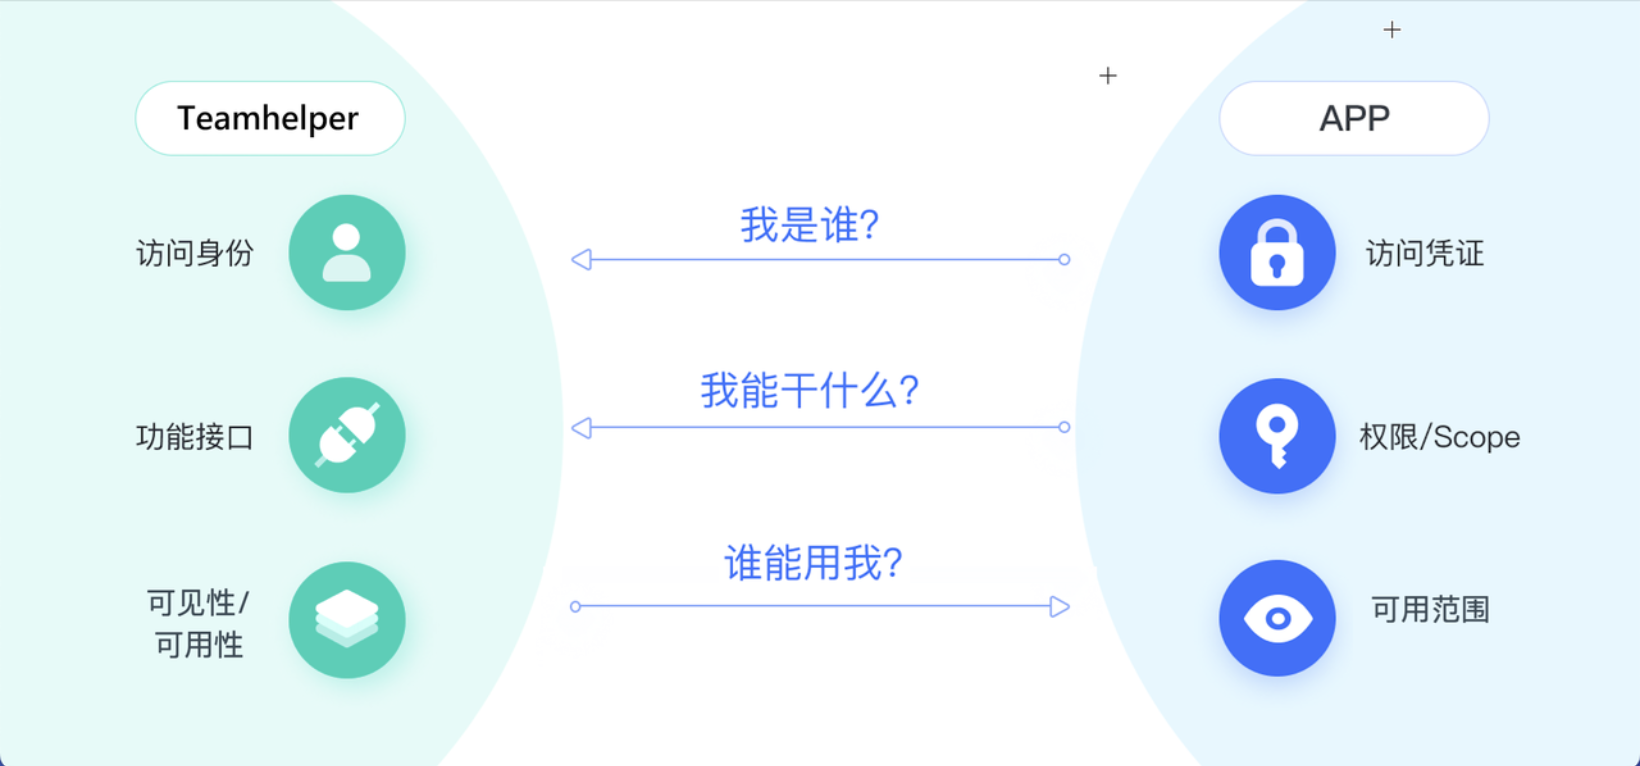 Teamhelper
APP
访问身份
我是谁?
访问凭证
功能接口
我能干什么?
权限/Scope
可见性/
可用性
谁能用我?
可用范围